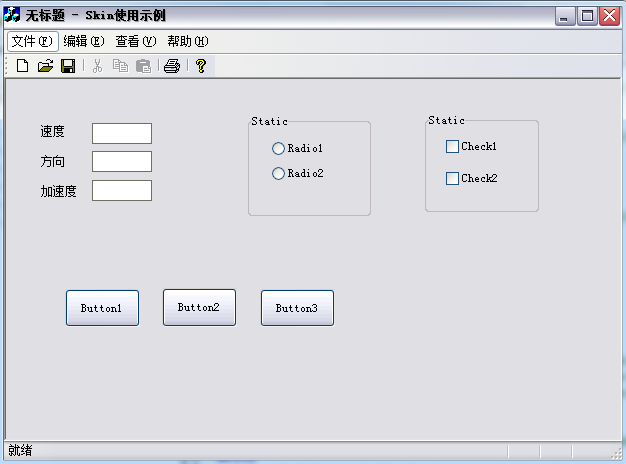 无标题 - Skin使用示例
文件(F) 编辑(E) 查看(V) 帮助(H)
速度
方向
加速度
Static
Radio1
Radio2
Static
Check1
Check2
Button1 Button2 Button3
就绪